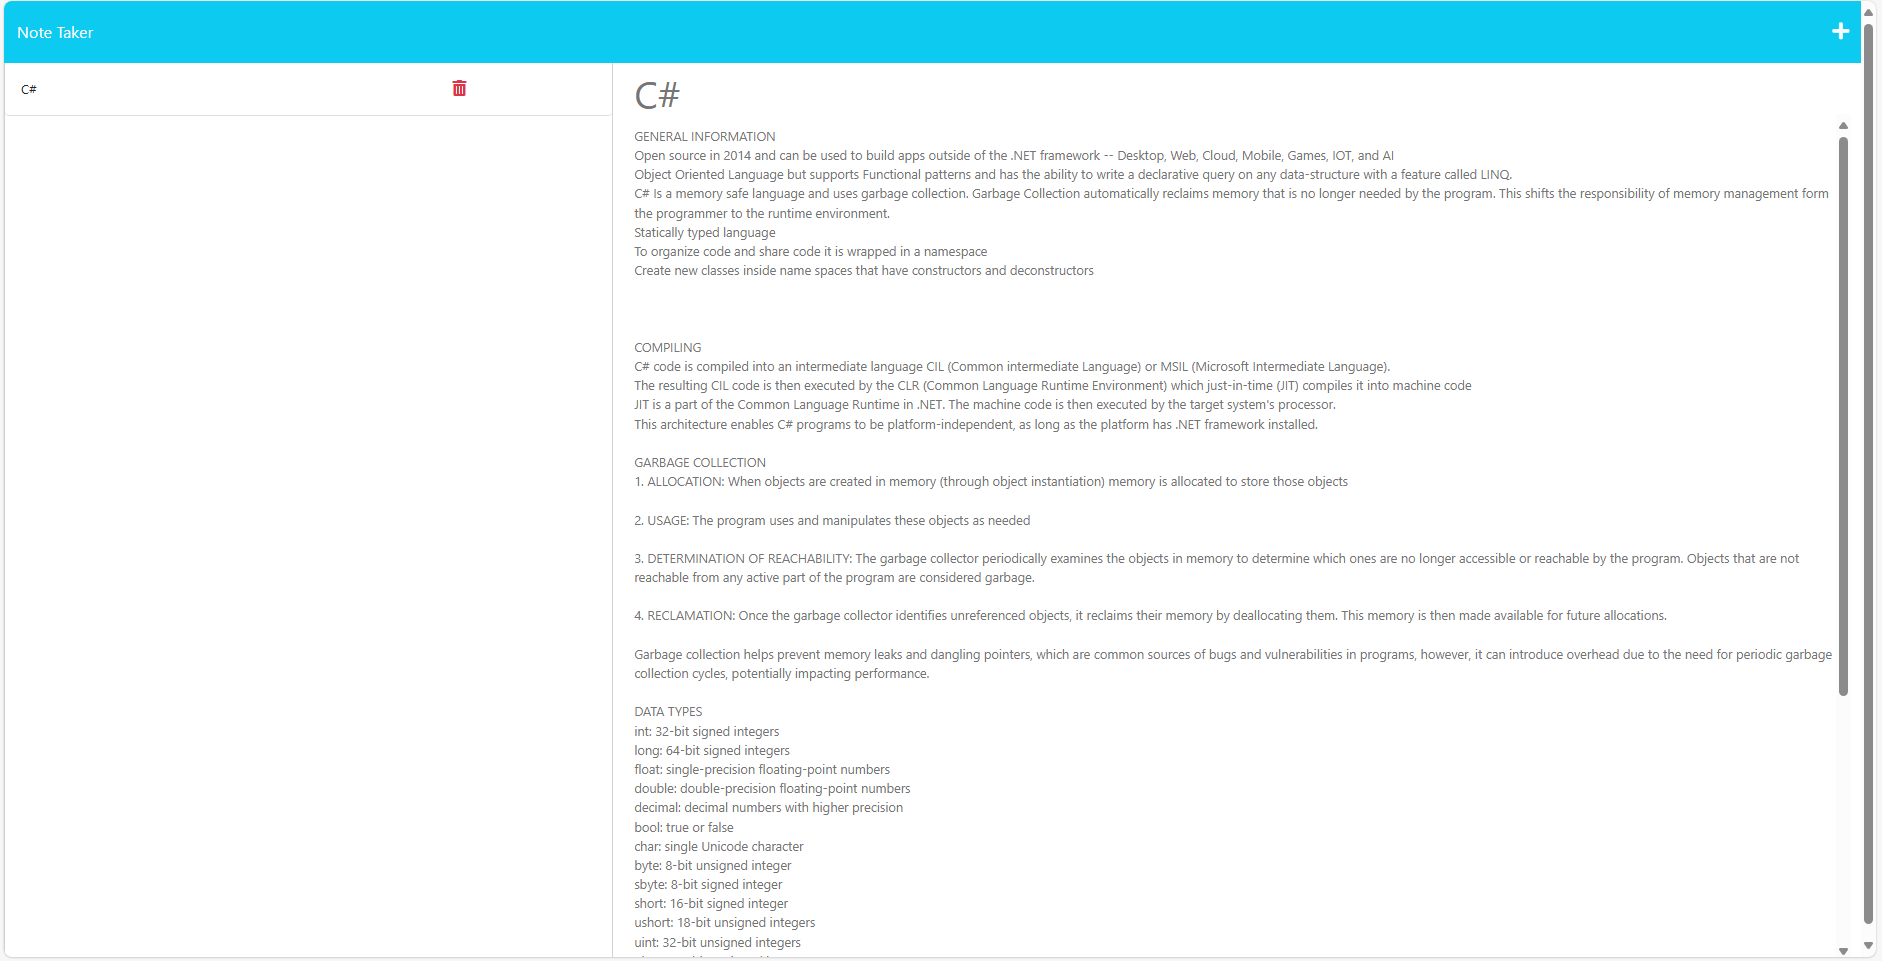 Note Taker
C#
C#
GENERAL INFORMATION
Open source in 2014 and can be used to build apps outside of the .NET framework -- Desktop, Web, Cloud, Mobile, Games, IOT, and AI
Object Oriented Language but supports Functional patterns and has the ability to write a declarative query on any data-structure with a feature called LINQ.
C# Is a memory safe language and uses garbage collection. Garbage Collection automatically reclaims memory that is no longer needed by the program. This shifts the responsibility of memory management form
the programmer to the runtime environment.
Statically typed language
To organize code and share code it is wrapped in a namespace
Create new classes inside name spaces that have constructors and deconstructors
COMPILING
C# code is compiled into an intermediate language CIL (Common intermediate Language) or MSIL (Microsoft Intermediate Language).
The resulting CIL code is then executed by the CLR (Common Language Runtime Environment) which just-in-time (JIT) compiles it into machine code
JIT is a part of the Common Language Runtime in .NET. The machine code is then executed by the target system's processor.
This architecture enables C# programs to be platform-independent, as long as the platform has .NET framework installed.
GARBAGE COLLECTION
1. ALLOCATION: When objects are created in memory (through object instantiation) memory is allocated to store those objects
2. USAGE: The program uses and manipulates these objects as needed
3. DETERMINATION OF REACHABILITY: The garbage collector periodically examines the objects in memory to determine which ones are no longer accessible or reachable by the program. Objects that are not
reachable from any active part of the program are considered garbage.
4. RECLAMATION: Once the garbage collector identifies unreferenced objects, it reclaims their memory by deallocating them. This memory is then made available for future allocations.
Garbage collection helps prevent memory leaks and dangling pointers, which are common sources of bugs and vulnerabilities in programs, however, it can introduce overhead due to the need for periodic garbage
collection cycles, potentially impacting performance.
DATA TYPES
int: 32-bit signed integers
long: 64-bit signed integers
float: single-precision floating-point numbers
double: double-precision floating-point numbers
decimal: decimal numbers with higher precision
bool: true or false
char: single Unicode character
byte: 8-bit unsigned integer
sbyte: 8-bit signed integer
short: 16-bit signed integer
ushort: 18-bit unsigned integers
uint: 32-bit unsigned integers